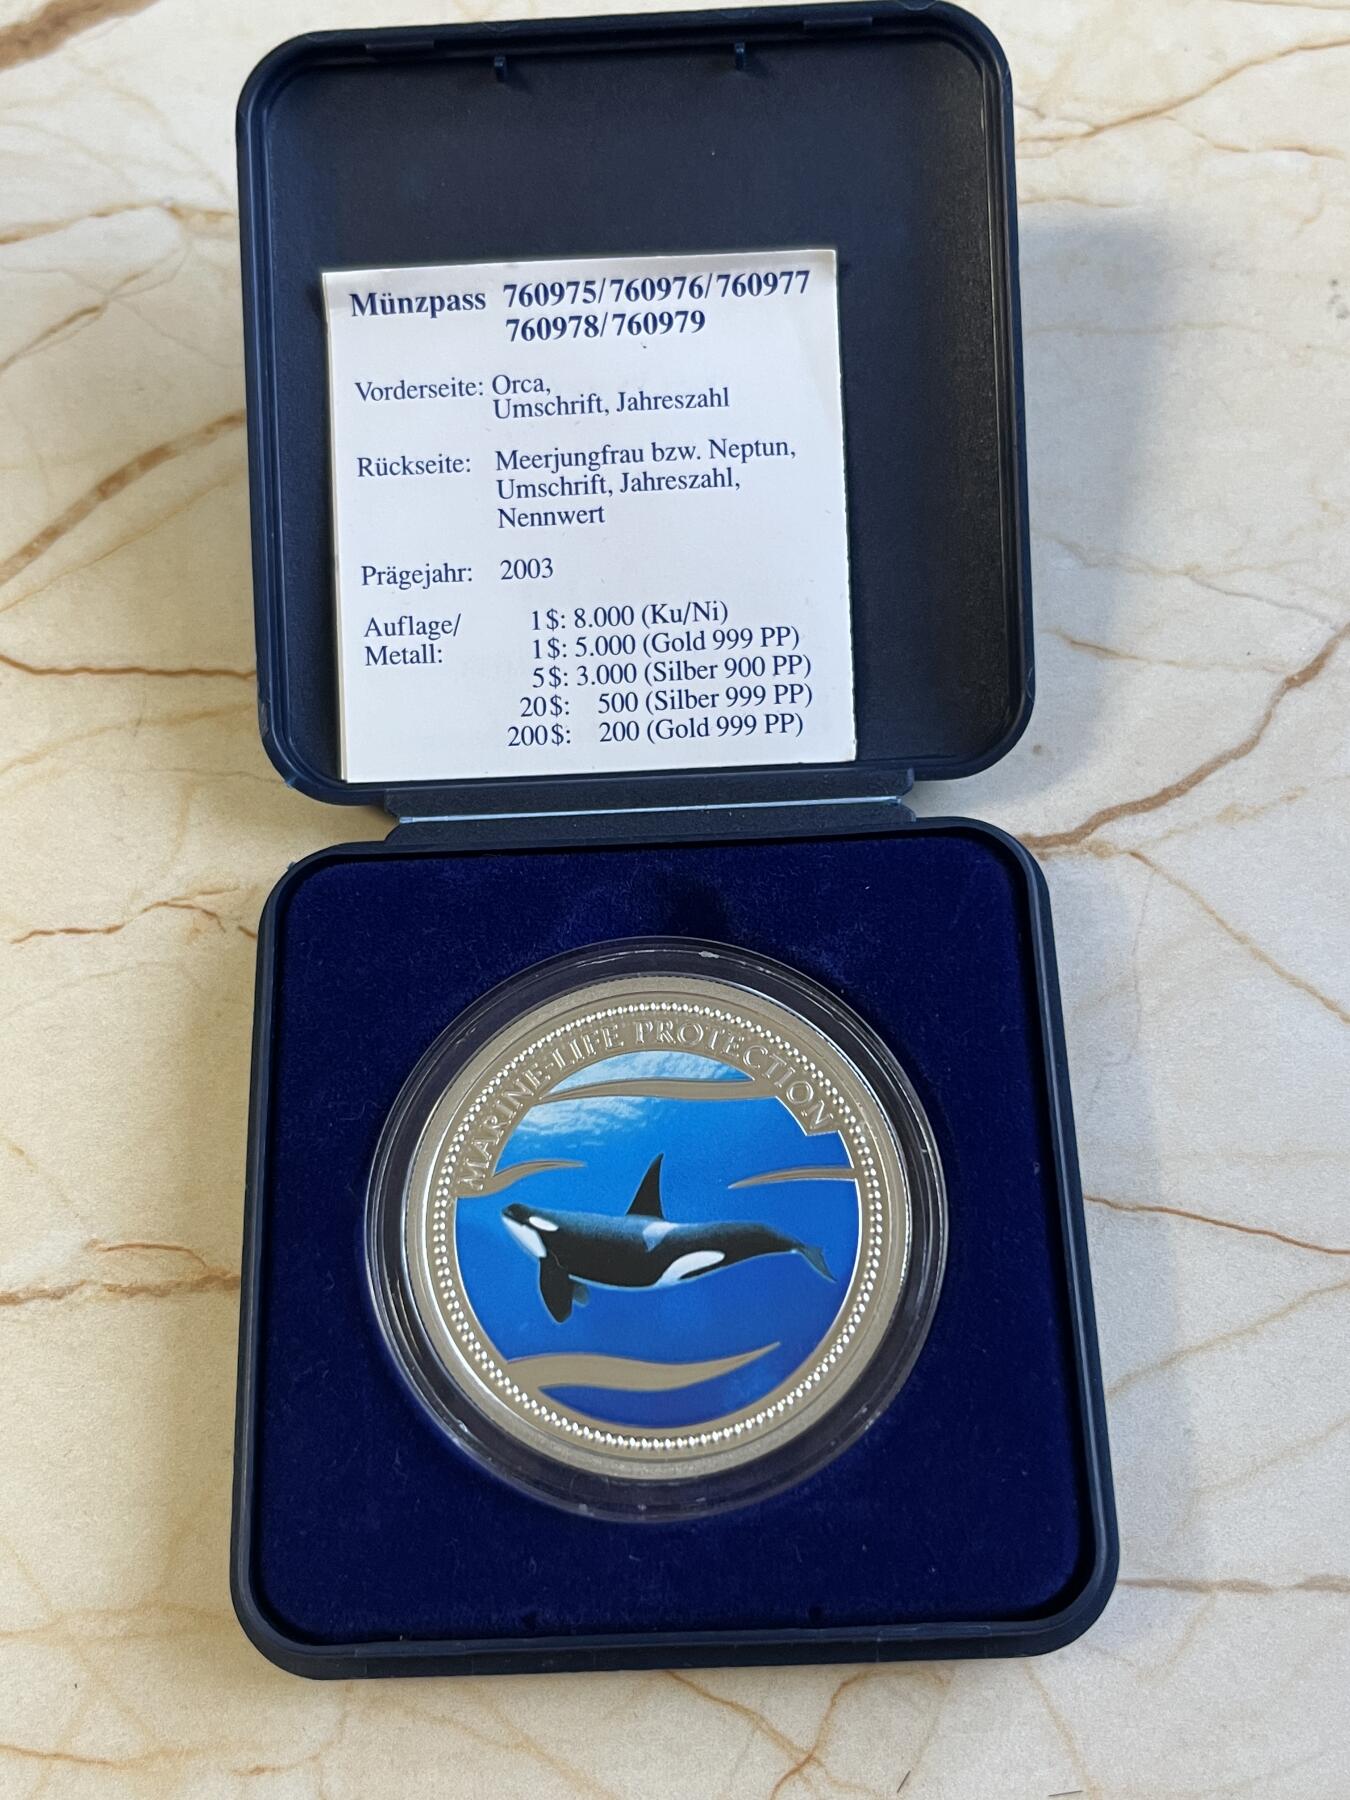 Münzpass 760975/760976/760977
760978/760979
Vorderseite: Orca,
Umschrift, Jahreszahl
Rückseite: Meerjungfrau bzw. Neptun,
Umschrift, Jahreszahl,
Nennwert
Prägejahr: 2003
Auflage/ 1$: 8.000 (Ku/Ni)
Metall: 1$: 5.000 (Gold 999 PP)
5$: 3.000 (Silber 900 PP)
20$: 500 (Silber 999 PP)
200$: 200 (Gold 999 PP)
MARINE-LIFE PROTECTION